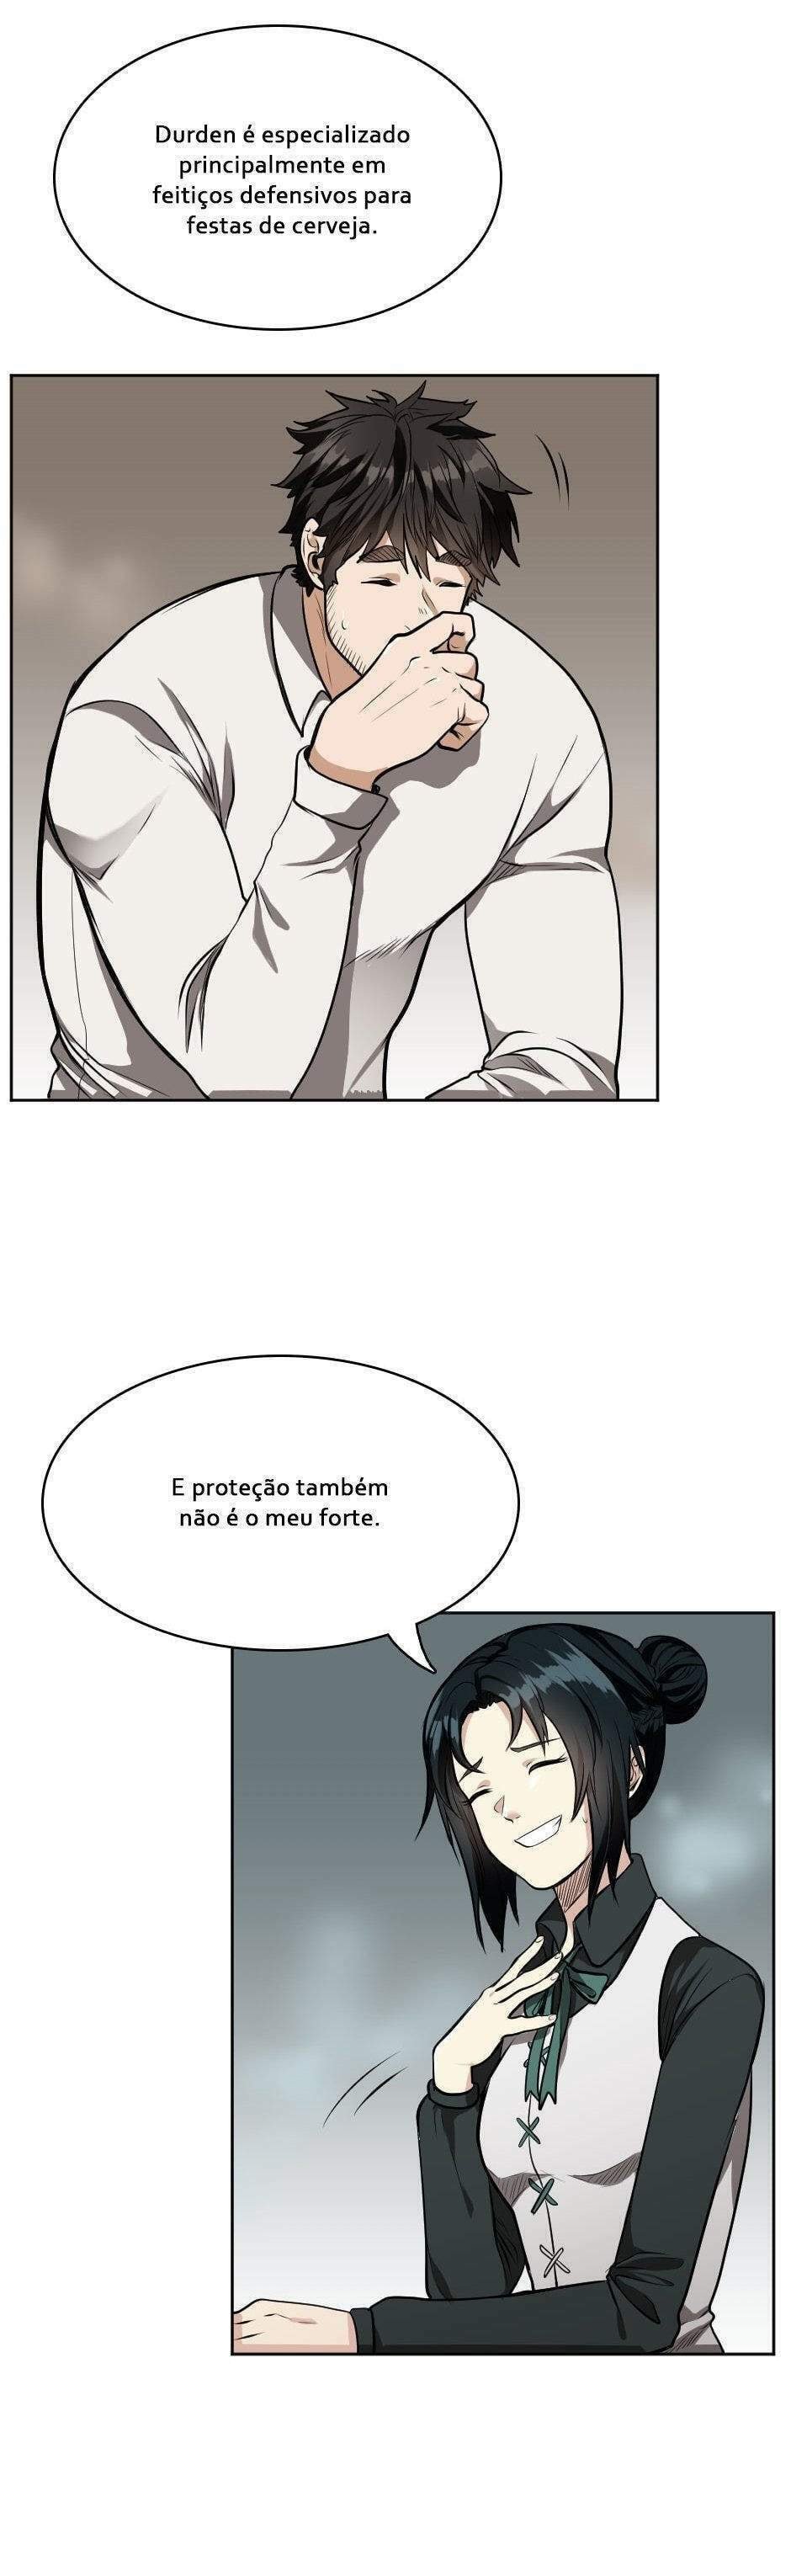 Durden é especializado
principalmente em
feitiços defensivos para
festas de cerveja.
E proteção também
não é o meu forte.